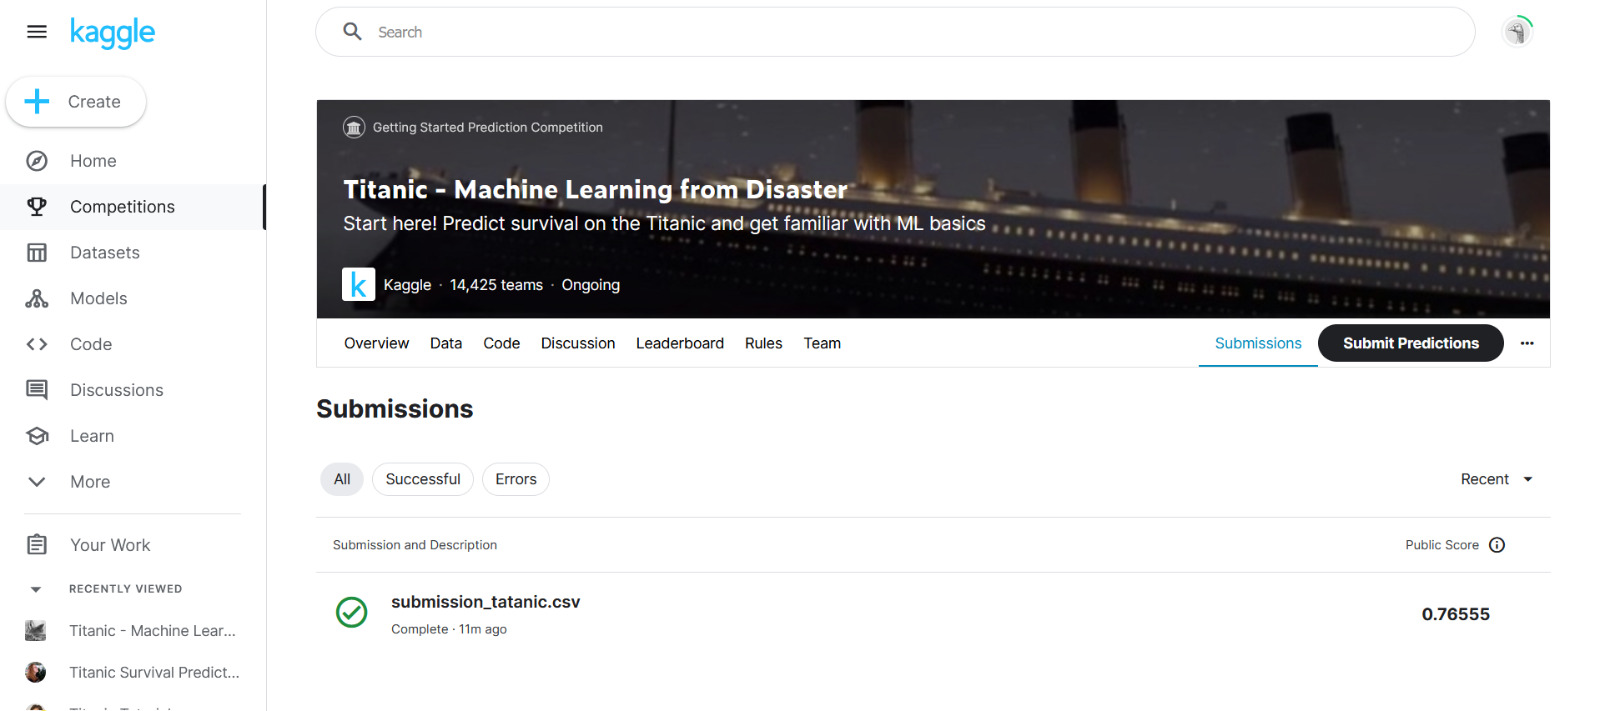 kaggle
Search
Create
Home
Competitions
Datasets
Models
Code
Discussions
Learn
More
Your Work
RECENTLY VIEWED
Titanic - Machine Lear...
Titanic Survival Predict...
Getting Started Prediction Competition
Titanic - Machine Learning from Disaster
Start here! Predict survival on the Titanic and get familiar with ML basics
k
Kaggle · 14,425 teams · Ongoing
Overview Data Code Discussion Leaderboard Rules Team Submissions Submit Predictions ...
Submissions
All Successful Errors Recent
Submission and Description Public Score
submission_tatanic.csv
Complete · 11m ago
0.76555